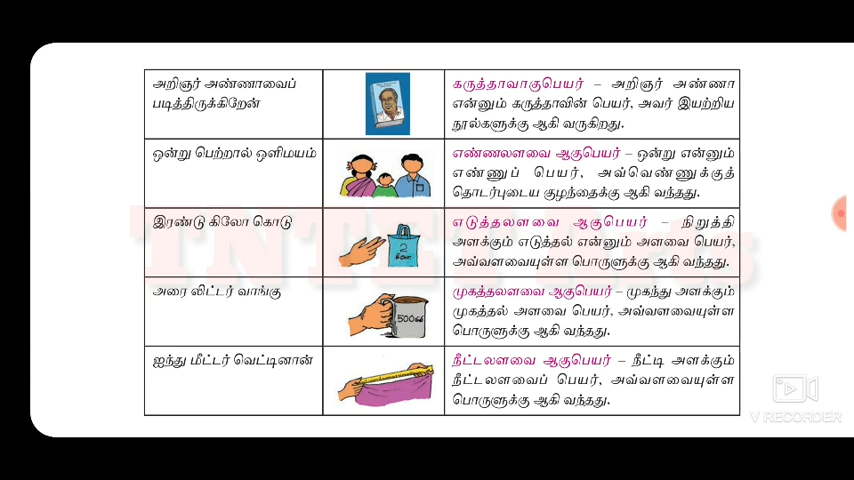 அறிஞர் அண்ணாவைப்
படித்திருக்கிறேன்
கருத்தாவாகுபெயர் – அறிஞர் அண்ணா
என்னும் கருத்தாவின் பெயர், அவர் இயற்றிய
நூல்களுக்கு ஆகி வருகிறது.
ஒன்று பெற்றால் ஒளிமயம்
எண்ணலளவை ஆகுபெயர் – ஒன்று என்னும்
எண்ணுப் பெயர், அவ்வெண்ணுக்குத்
தொடர்புடைய குழந்தைக்கு ஆகி வந்தது.
இரண்டு கிலோ கொடு
2
கிலோ
எடுத்தலளவை ஆகுபெயர் – நிறுத்தி
அளக்கும் எடுத்தல் என்னும் அளவை பெயர்,
அவ்வளவையுள்ள பொருளுக்கு ஆகி வந்தது.
அரை லிட்டர் வாங்கு
முகத்தலளவை ஆகுபெயர் – முகந்து அளக்கும்
முகத்தல் அளவை பெயர், அவ்வளவையுள்ள
பொருளுக்கு ஆகி வந்தது.
ஐந்து மீட்டர் வெட்டினான்
நீட்டலளவை ஆகுபெயர் – நீட்டி அளக்கும்
நீட்டலளவைப் பெயர், அவ்வளவையுள்ள
பொருளுக்கு ஆகி வந்தது.
V RECORDER